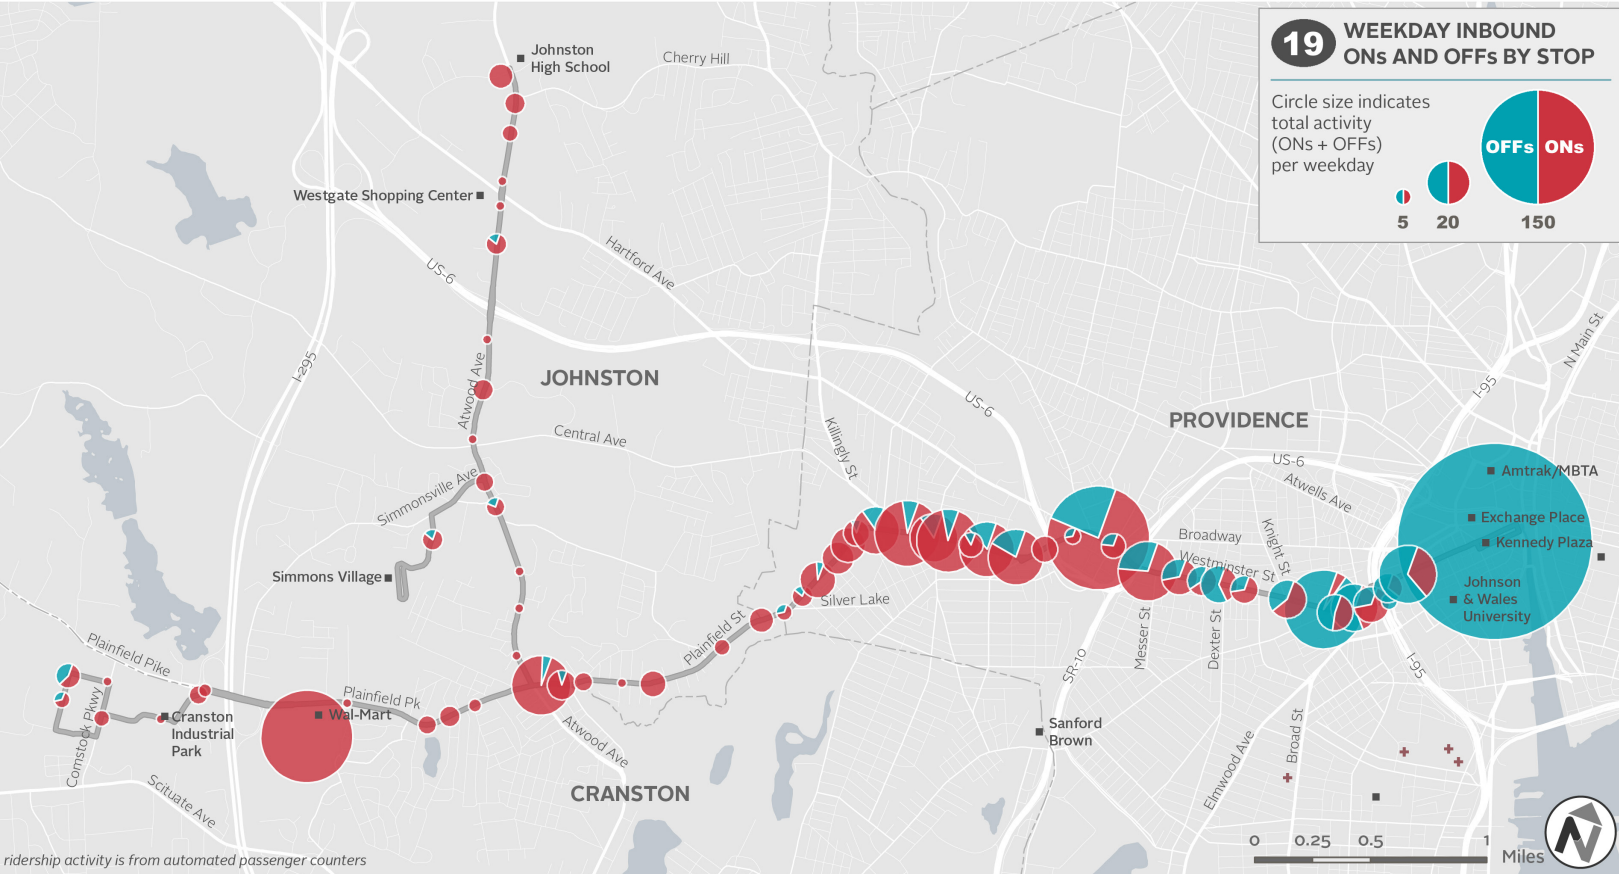 19
WEEKDAY INBOUND
ONs AND OFFs BY STOP
Circle size indicates
total activity
(ONs + OFFs)
per weekday
OFFs
ONs
5
20
150
Johnston
High School
Cherry Hill
Westgate Shopping Center
Hartford Ave
US-6
I-295
Atwood Ave
JOHNSTON
Central Ave
Simmonsville Ave
Simmons Village
Killingly St
US-6
PROVIDENCE
US-6
Atwells Ave
I-95
N Main St
Amtrak/MBTA
Exchange Place
Kennedy Plaza
Johnson
& Wales
University
Broadway
Westminster St
Knight St
Messer St
Dexter St
SR-10
I-95
Silver Lake
Plainfield St
Plainfield Pike
Plainfield Pk
Wal-Mart
Cranston
Industrial
Park
Comstock Pkwy
Scituate Ave
Atwood Ave
CRANSTON
Sanford
Brown
Elmwood Ave
Broad St
0
0.25
0.5
1
Miles
N
ridership activity is from automated passenger counters